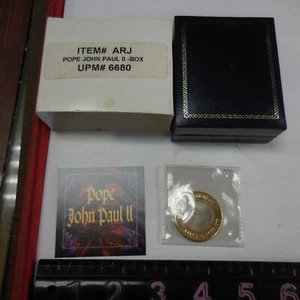 ITEM# ARJ
POPE JOHN PAUL II -BOX
UPM# 6680
Pope
John Paul II
1 2 3 4 5 6